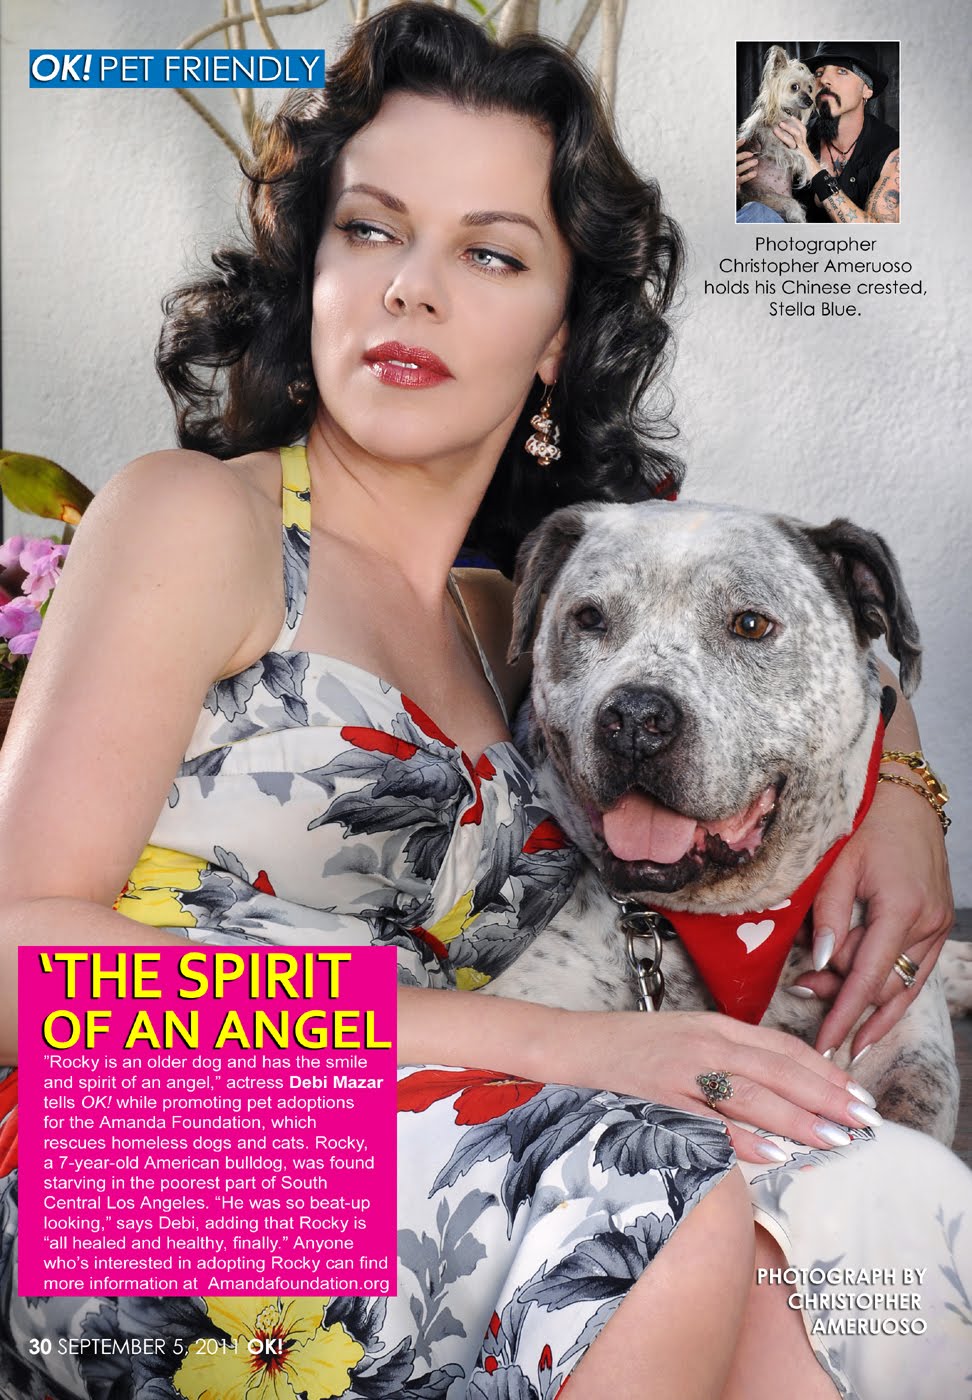 OK! PET FRIENDLY
Photographer
Christopher Ameruoso
holds his Chinese crested,
Stella Blue.
‘THE SPIRIT
OF AN ANGEL
”Rocky is an older dog and has the smile
and spirit of an angel,” actress Debi Mazar
tells OK! while promoting pet adoptions
for the Amanda Foundation, which
rescues homeless dogs and cats. Rocky,
a 7-year-old American bulldog, was found
starving in the poorest part of South
Central Los Angeles. “He was so beat-up
looking,” says Debi, adding that Rocky is
“all healed and healthy, finally.” Anyone
who’s interested in adopting Rocky can find
more information at Amandafoundation.org
PHOTOGRAPH BY
CHRISTOPHER
AMERUOSO
30 SEPTEMBER 5, 2011 OK!